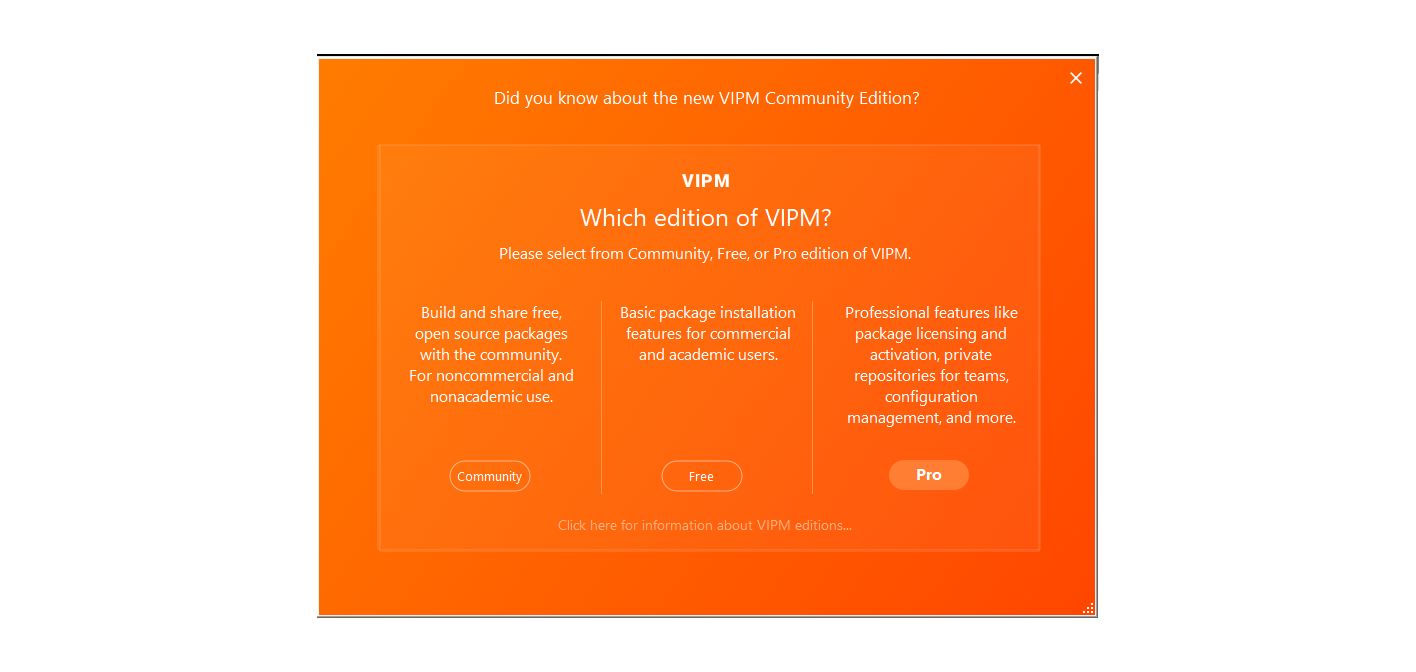 Did you know about the new VIPM Community Edition?
VIPM
Which edition of VIPM?
Please select from Community, Free, or Pro edition of VIPM.
Build and share free,
open source packages
with the community.
For noncommercial and
nonacademic use.
Community
Basic package installation
features for commercial
and academic users.
Free
Professional features like
package licensing and
activation, private
repositories for teams,
configuration
management, and more.
Pro
Click here for information about VIPM editions...